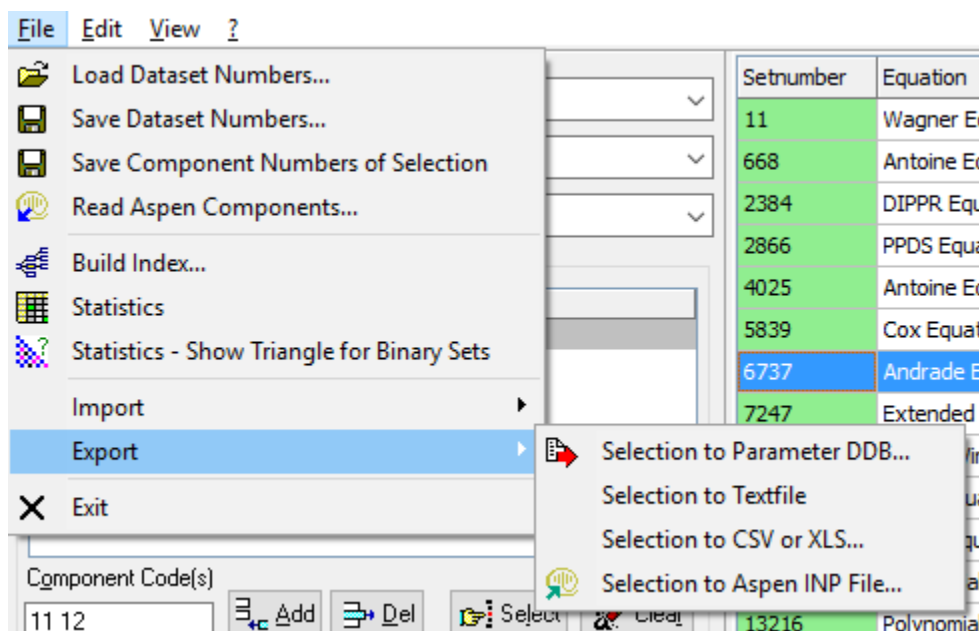 File Edit View ?
Load Dataset Numbers...
Save Dataset Numbers...
Save Component Numbers of Selection
Read Aspen Components...
Build Index...
Statistics
Statistics - Show Triangle for Binary Sets
Import
Export
Exit
Selection to Parameter DDB...
Selection to Textfile
Selection to CSV or XLS...
Selection to Aspen INP File...
Component Code(s)
11 12
Add Del Select Clear
Setnumber Equation
11 Wagner
668 Antoine
2384 DIPPR
2866 PPDS
4025 Antoine
5839 Cox
6737 Andrade
7247 Extended
13216